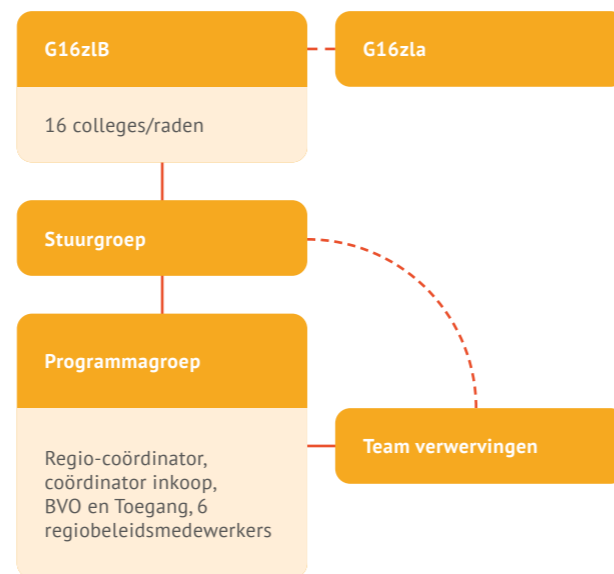 G16zlB
G16zla
16 colleges/raden
Stuurgroep
Programmagroep
Regio-coördinator,
coördinator inkoop,
BVO en Toegang, 6
regiobeleidsmedewerkers
Team verwervingen